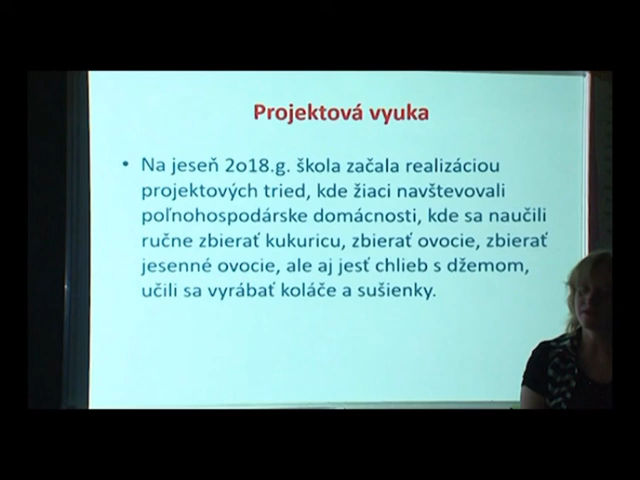 Projektová vyuka
• Na jeseň 2o18.g. škola začala realizáciou
projektových tried, kde žiaci navštevovali
poľnohospodárske domácnosti, kde sa naučili
ručne zbierať kukuricu, zbierať ovocie, zbierať
jesenné ovocie, ale aj jesť chlieb s džemom,
učili sa vyrábať koláče a sušienky.